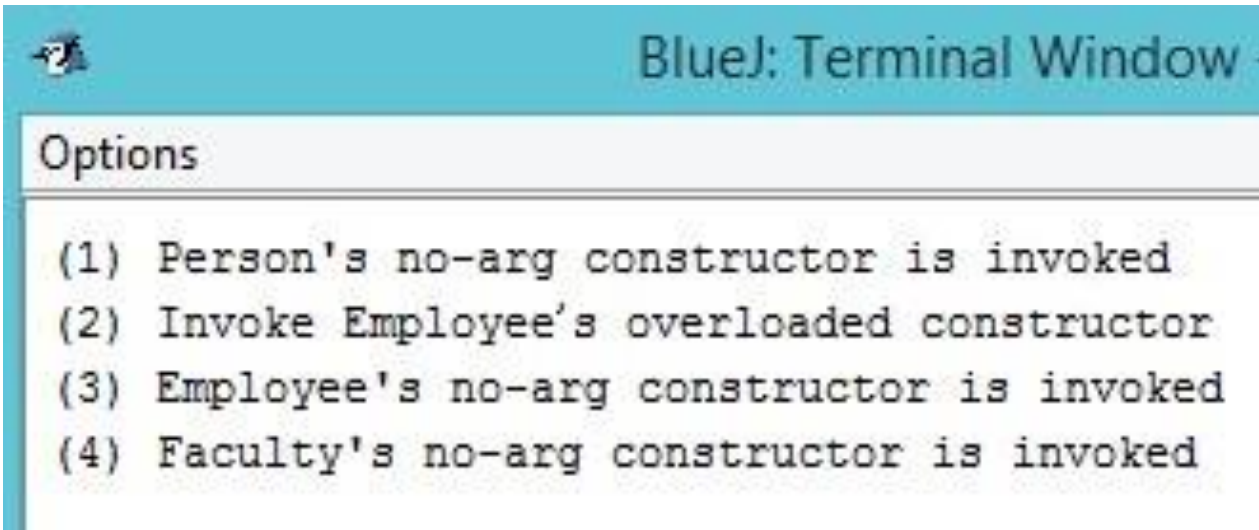 BlueJ: Terminal Window -
Options
(1) Person's no-arg constructor is invoked
(2) Invoke Employee’s overloaded constructor
(3) Employee's no-arg constructor is invoked
(4) Faculty's no-arg constructor is invoked